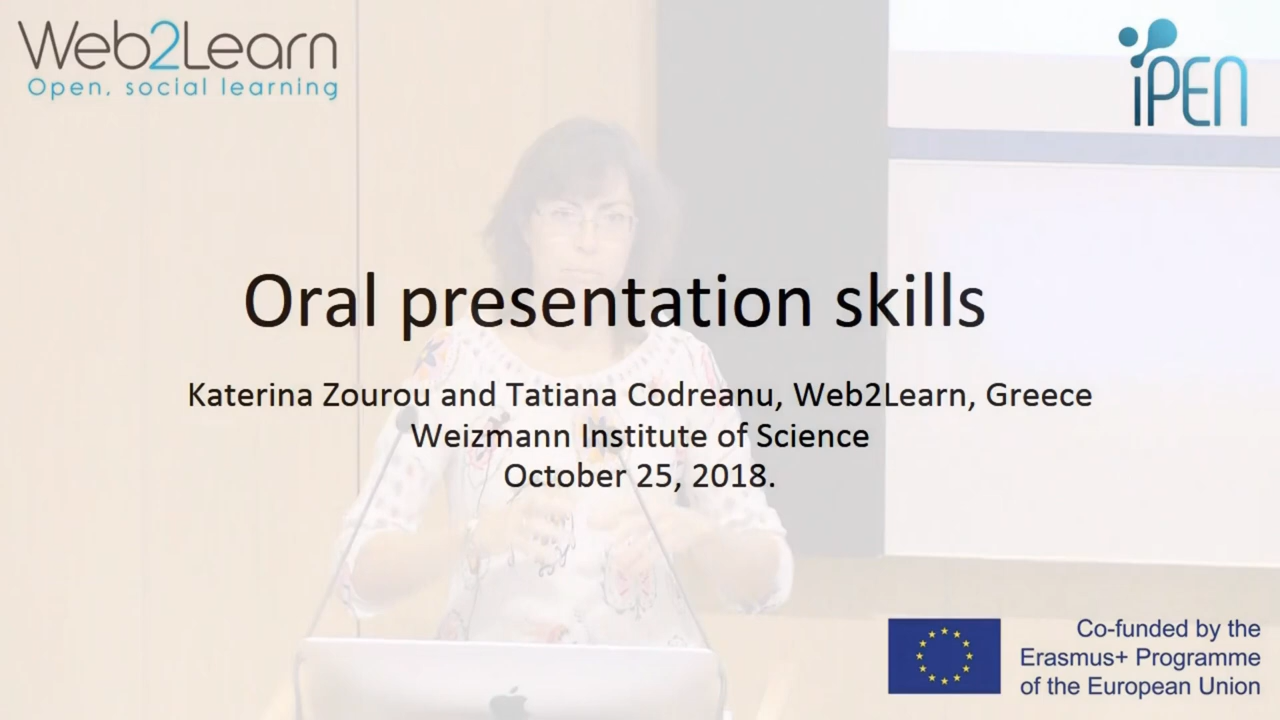 Web2Learn
Open, social learning
iPEN
Oral presentation skills
Katerina Zourou and Tatiana Codreanu, Web2Learn, Greece
Weizmann Institute of Science
October 25, 2018.
Co-funded by the
Erasmus+ Programme
of the European Union